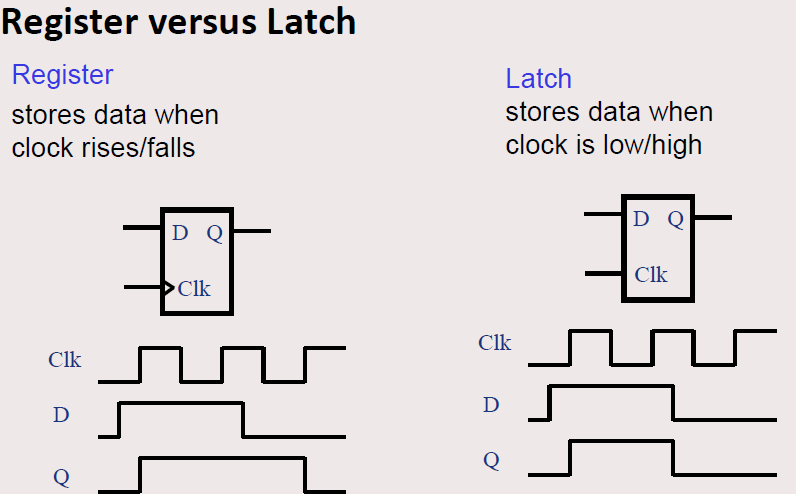 Register versus Latch
Register
stores data when
clock rises/falls
D Q
Clk
Clk
D
Q
Latch
stores data when
clock is low/high
D Q
Clk
Clk
D
Q